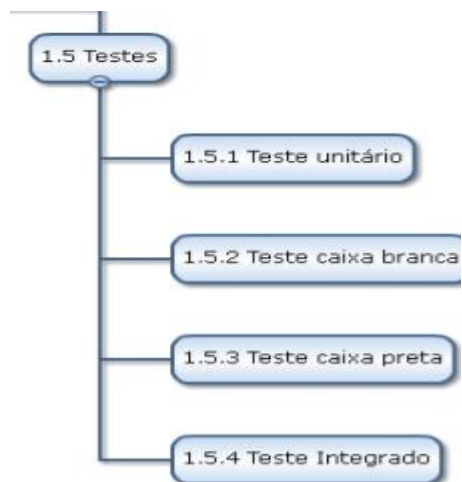 1.5 Testes
1.5.1 Teste unitário
1.5.2 Teste caixa branca
1.5.3 Teste caixa preta
1.5.4 Teste Integrado